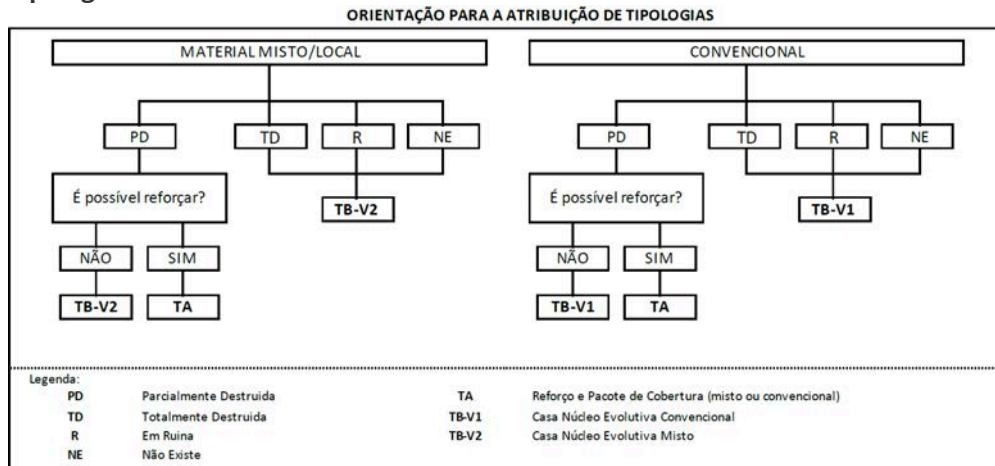 ORIENTAÇÃO PARA A ATRIBUIÇÃO DE TIPOLOGIAS
MATERIAL MISTO/LOCAL
CONVENCIONAL
PD TD R NE
PD TD R NE
É possível reforçar?
TB-V2
É possível reforçar?
TB-V1
NÃO SIM
NÃO SIM
TB-V2 TA
TB-V1 TA
Legenda:
PD Parcialmente Destruida
TA Reforço e Pacote de Cobertura (misto ou convencional)
TD Totalmente Destruida
TB-V1 Casa Núcleo Evolutiva Convencional
R Em Ruina
TB-V2 Casa Núcleo Evolutiva Misto
NE Não Existe